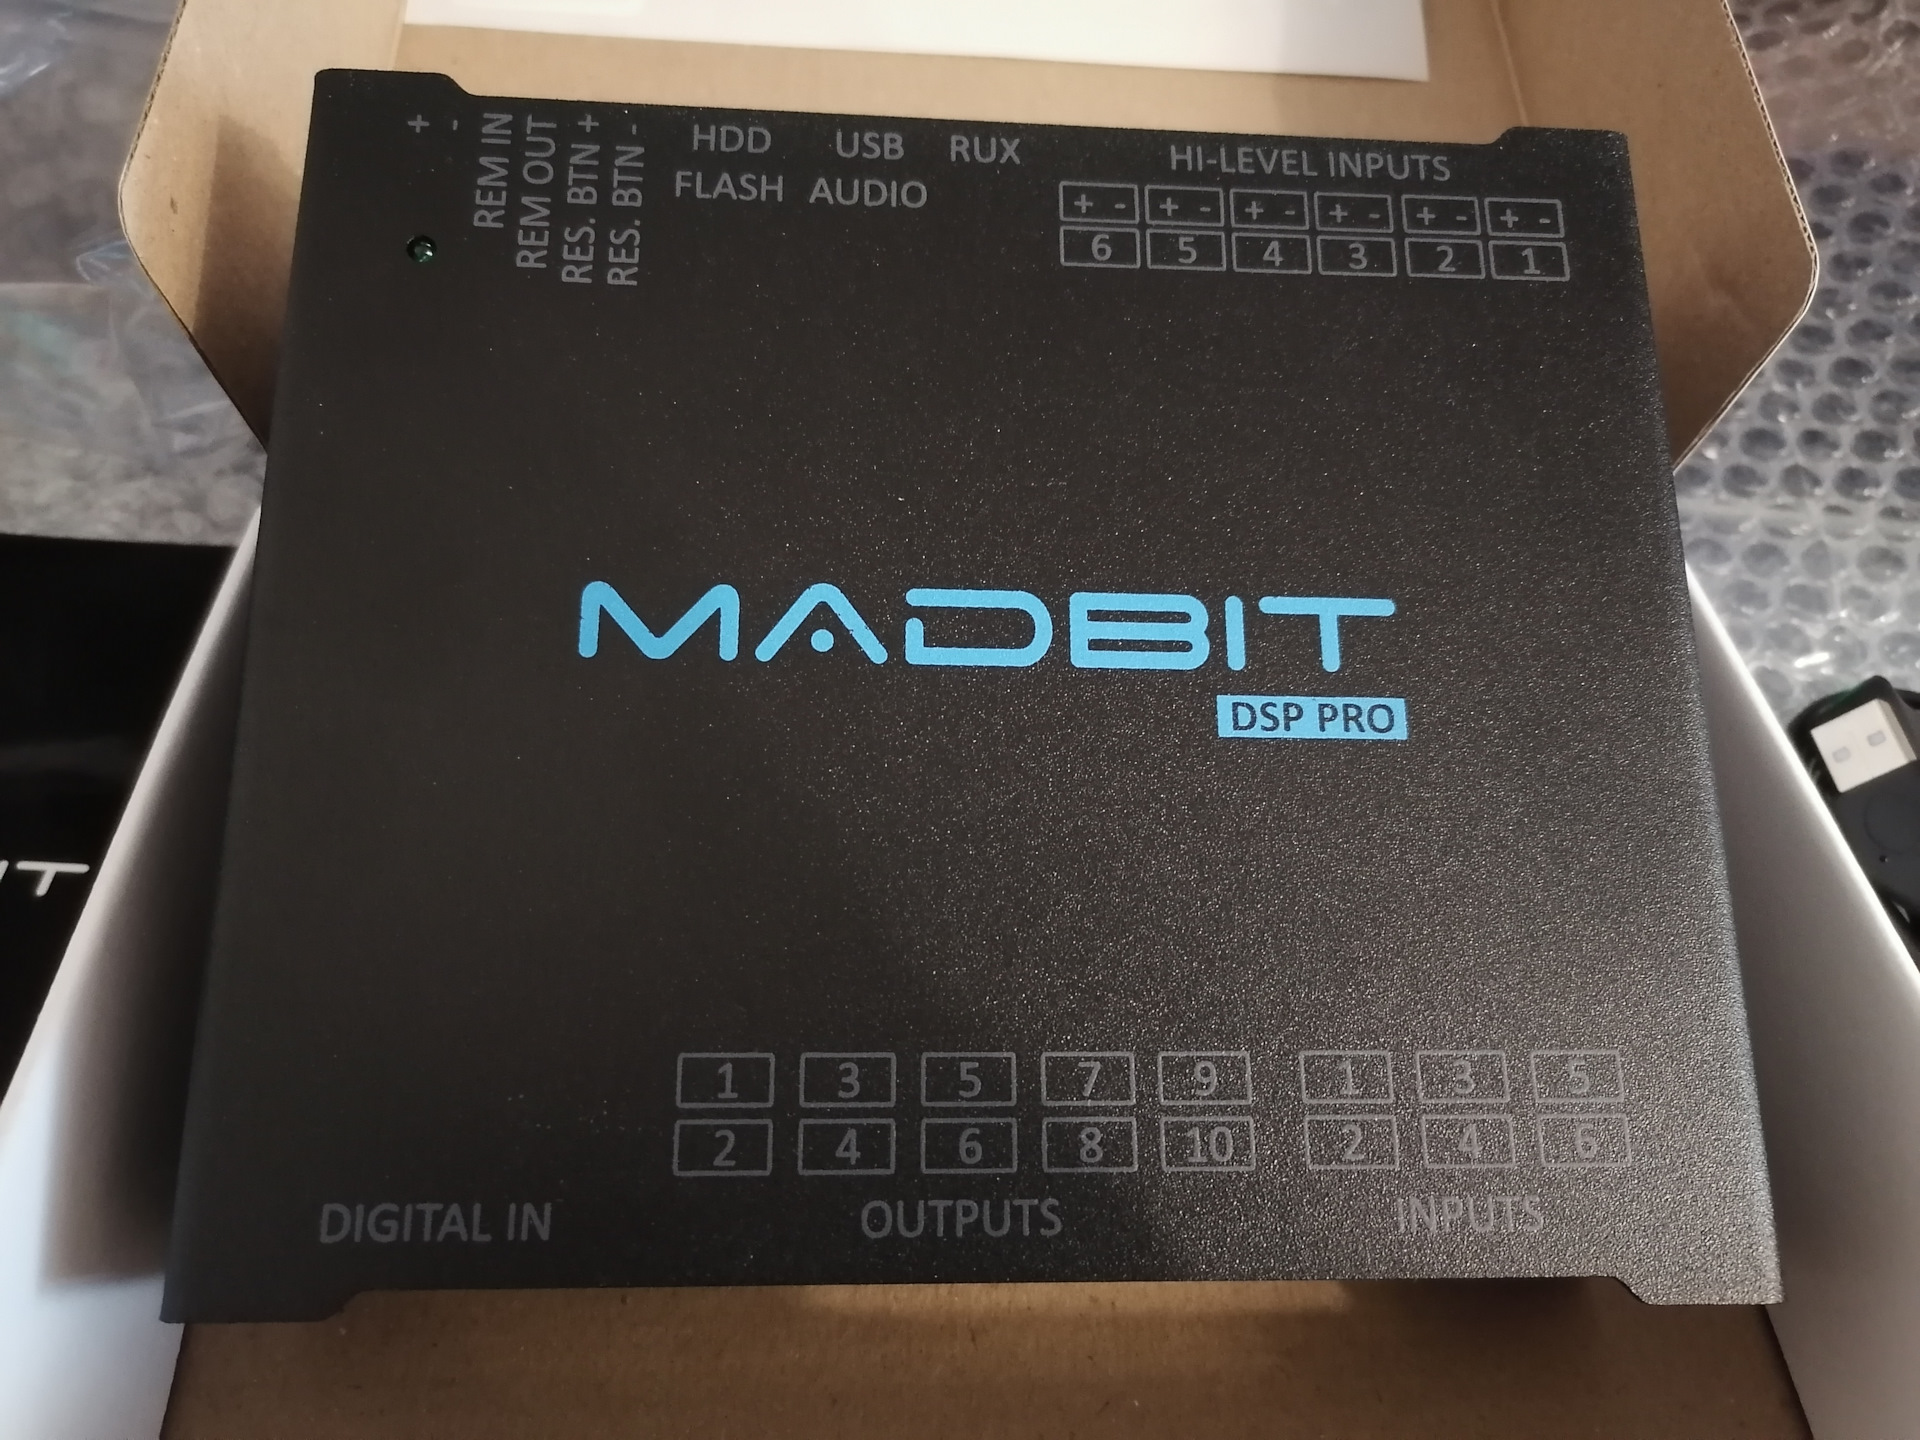 + -
REM IN
REM OUT
RES. BTN +
RES. BTN -
HDD
FLASH
USB
AUDIO
RUX
HI-LEVEL INPUTS
+ - + - + - + - + - + -
6 5 4 3 2 1
MADBIT
DSP PRO
IT
1 3 5 7 9
2 4 6 8 10
OUTPUTS
1 3 5
2 4 6
INPUTS
DIGITAL IN